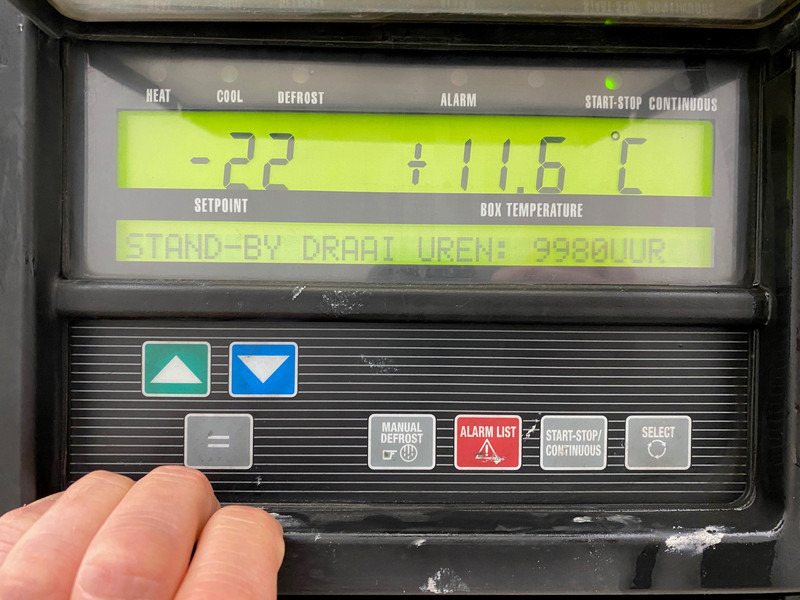 HEAT COOL DEFROST ALARM START-STOP CONTINUOUS
-22 +11.6 °C
SETPOINT BOX TEMPERATURE
STAND-BY DRAAI UREN: 9980UUR
=
MANUAL DEFROST
ALARM LIST
START-STOP/
CONTINUOUS
SELECT